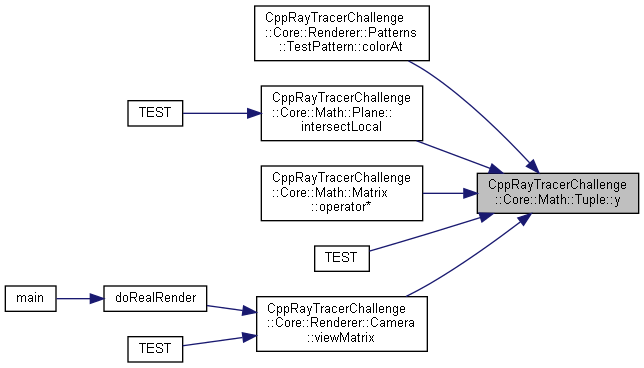 CppRayTracerChallenge
::Core::Renderer::Patterns
::TestPattern::colorAt
TEST
CppRayTracerChallenge
::Core::Math::Plane::
intersectLocal
CppRayTracerChallenge
::Core::Math::Matrix
::operator*
CppRayTracerChallenge
::Core::Math::Tuple::y
TEST
main
doRealRender
CppRayTracerChallenge
::Core::Renderer::Camera
::viewMatrix
TEST